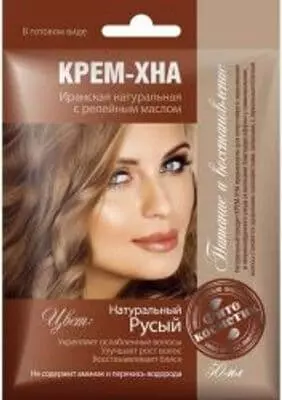 В готовом виде
КРЕМ-ХНА
Иранская натуральная
с репейным маслом
Питание и восстановление
Цвет:
Натуральный
Русый
Укрепляет ослабленные волосы
Улучшает рост волос
Восстанавливает блеск
Не содержит аммиак и перекись водорода
ФИТО
КОСМЕТИК
50мл